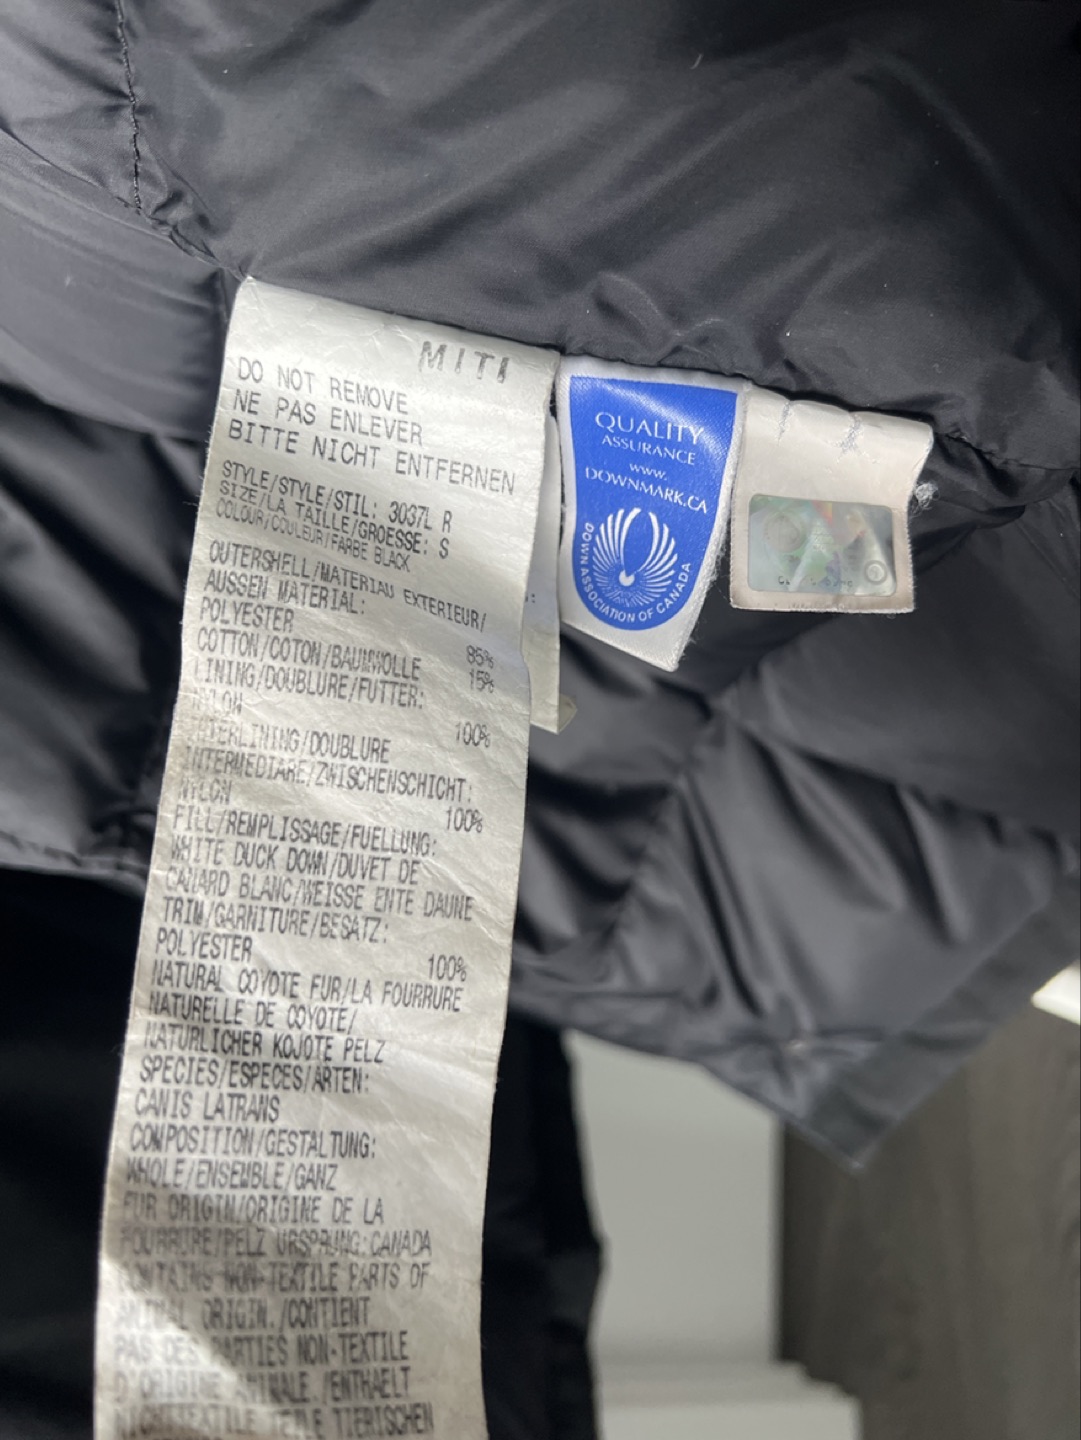 MITI
DO NOT REMOVE
NE PAS ENLEVER
BITTE NICHT ENTFERNEN
STYLE/STYLE/STIL: 3037L R
SIZE/LA TAILLE/GROESSE: S
COLOUR/COULEUR/FARBE BLACK
OUTERSHELL/MATERIAU EXTERIEUR/
AUSSEN MATERIAL:
POLYESTER 85%
COTTON/COTON/BAUMWOLLE 15%
LINING/DOUBLURE/FUTTER:
NYLON 100%
INTERLINING/DOUBLURE
INTERMEDIARE/ZWISCHENSCHICHT:
NYLON 100%
FILL/REMPLISSAGE/FUELLUNG:
WHITE DUCK DOWN/DUVET DE
CANARD BLANC/WEISSE ENTE DAUNE
TRIM/GARNITURE/BESATZ:
POLYESTER 100%
NATURAL COYOTE FUR/LA FOURRURE
NATURELLE DE COYOTE/
NATURLICHER KOJOTE PELZ
SPECIES/ESPECES/ARTEN:
CANIS LATRANS
COMPOSITION/GESTALTUNG:
WHOLE/ENSEMBLE/GANZ
FUR ORIGIN/ORIGINE DE LA
FOURRURE/PELZ URSPRUNG:CANADA
CONTAINS NON-TEXTILE PARTS OF
ANIMAL ORIGIN./CONTIENT
PAS DES PARTIES NON-TEXTILE
D'ORIGINE ANIMALE./ENTHAELT
NICHTTEXTILE TEILE TIERISCHEN
QUALITY
ASSURANCE
www.
DOWNMARK.CA
DOWN ASSOCIATION OF CANADA